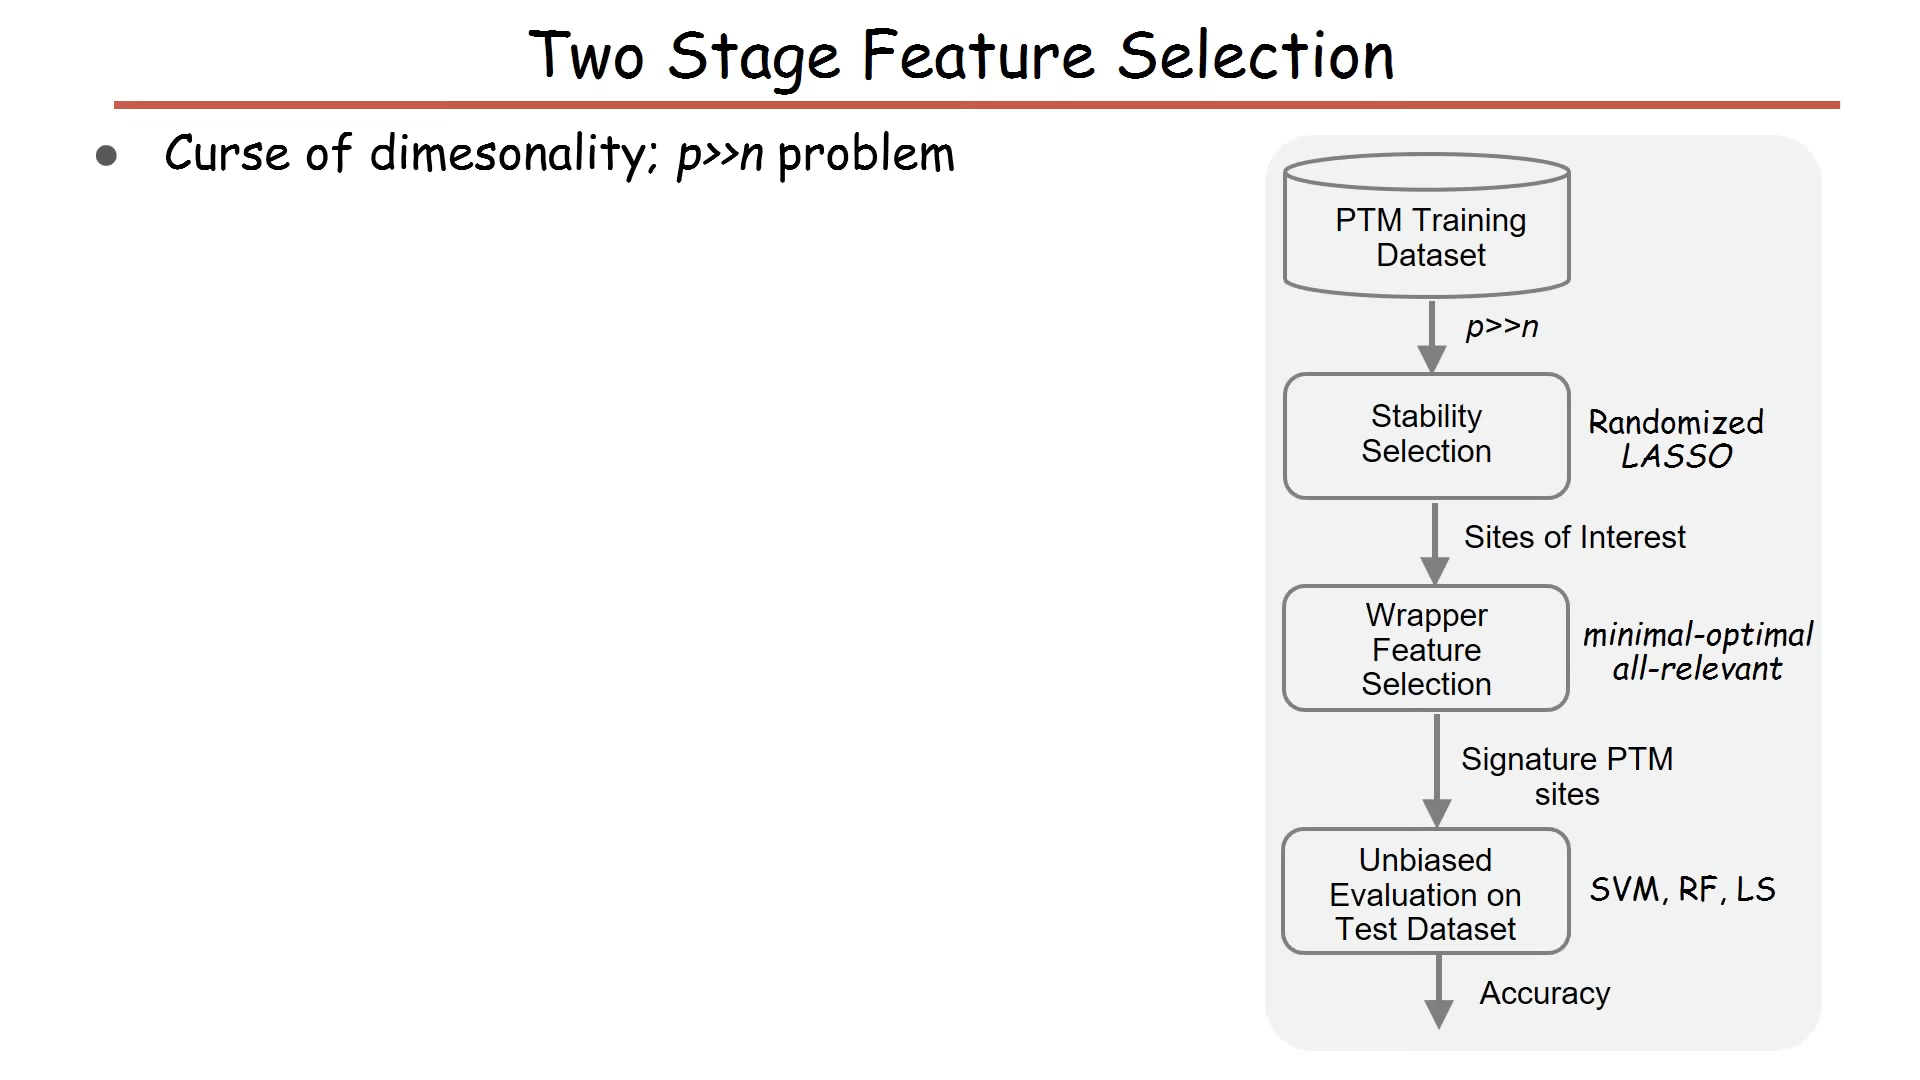 Two Stage Feature Selection
• Curse of dimesonality; p>>n problem
PTM Training
Dataset
p>>n
Stability
Selection
Randomized
LASSO
Sites of Interest
Wrapper
Feature
Selection
minimal-optimal
all-relevant
Signature PTM
sites
Unbiased
Evaluation on
Test Dataset
SVM, RF, LS
Accuracy